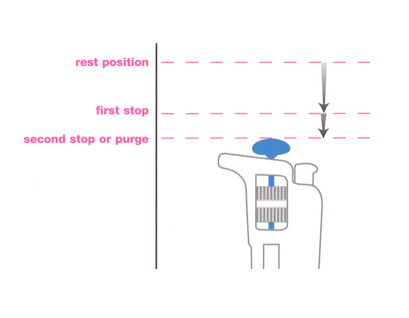 rest position
first stop
second stop or purge